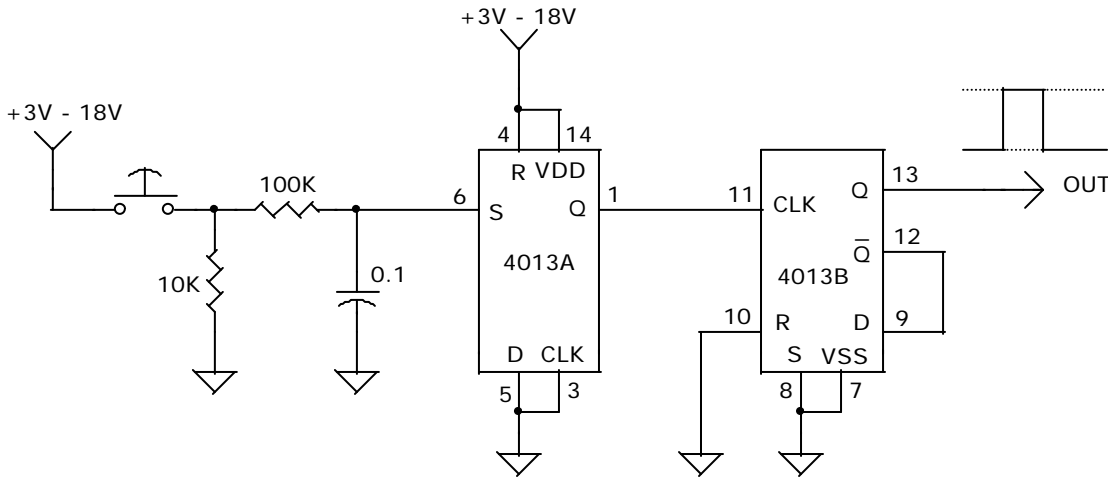 +3V - 18V
+3V - 18V
4 14
R VDD
13
100K
Q
OUT
6
S
Q
1
11
CLK
12
Q̅
4013A
4013B
10K
0.1
10
R
D
9
D CLK
S VSS
5 3
8 7